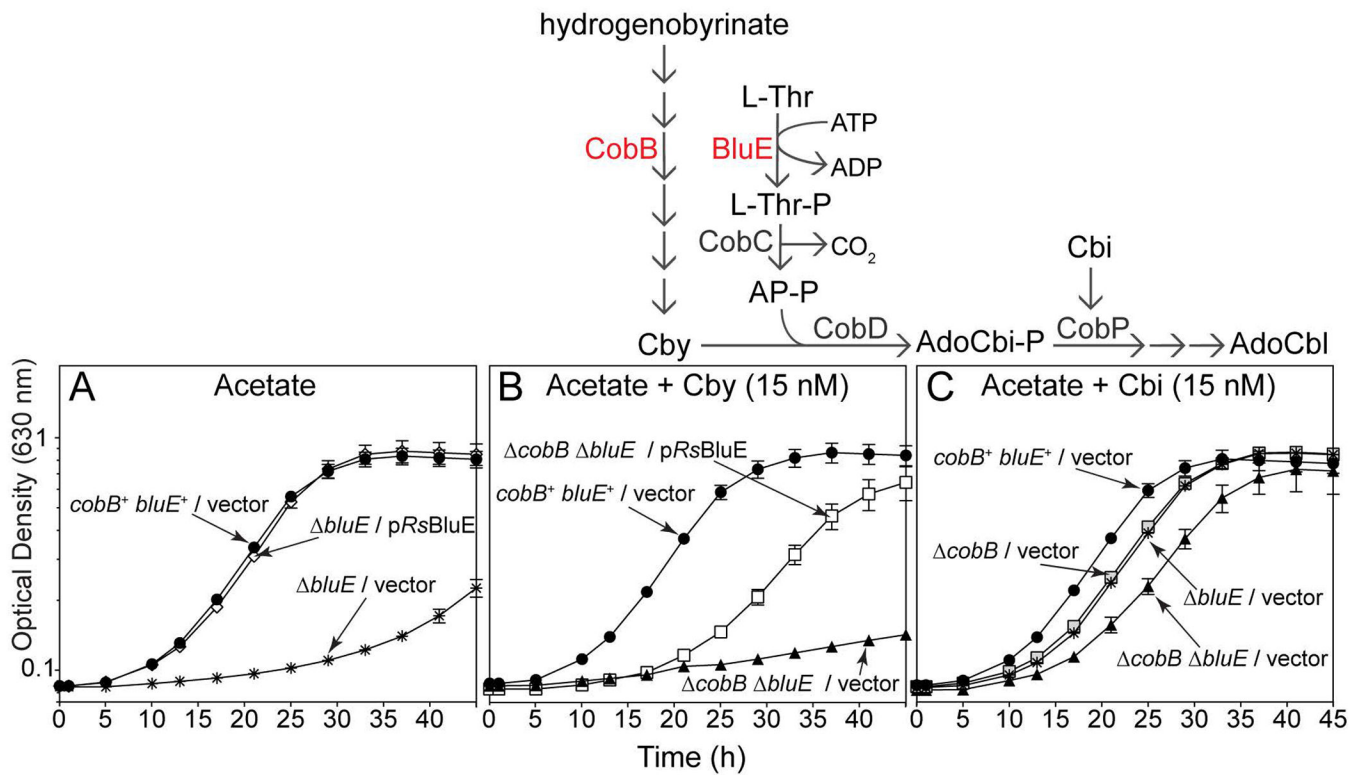 hydrogenobyrinate
L-Thr
ATP
CobB
BluE
ADP
L-Thr-P
CobC
CO2
Cbi
AP-P
CobD
CobP
Cby
AdoCbi-P
AdoCbl
Optical Density (630 nm)
A
Acetate
1
0.1
cobB+ bluE+ / vector
ΔbluE / pRsBluE
ΔbluE / vector
0 5 10 15 20 25 30 35 40
B
Acetate + Cby (15 nM)
ΔcobB ΔbluE / pRsBluE
cobB+ bluE+ / vector
ΔcobB ΔbluE / vector
0 5 10 15 20 25 30 35 40
C
Acetate + Cbi (15 nM)
cobB+ bluE+ / vector
ΔcobB / vector
ΔbluE / vector
ΔcobB ΔbluE / vector
0 5 10 15 20 25 30 35 40 45
Time (h)